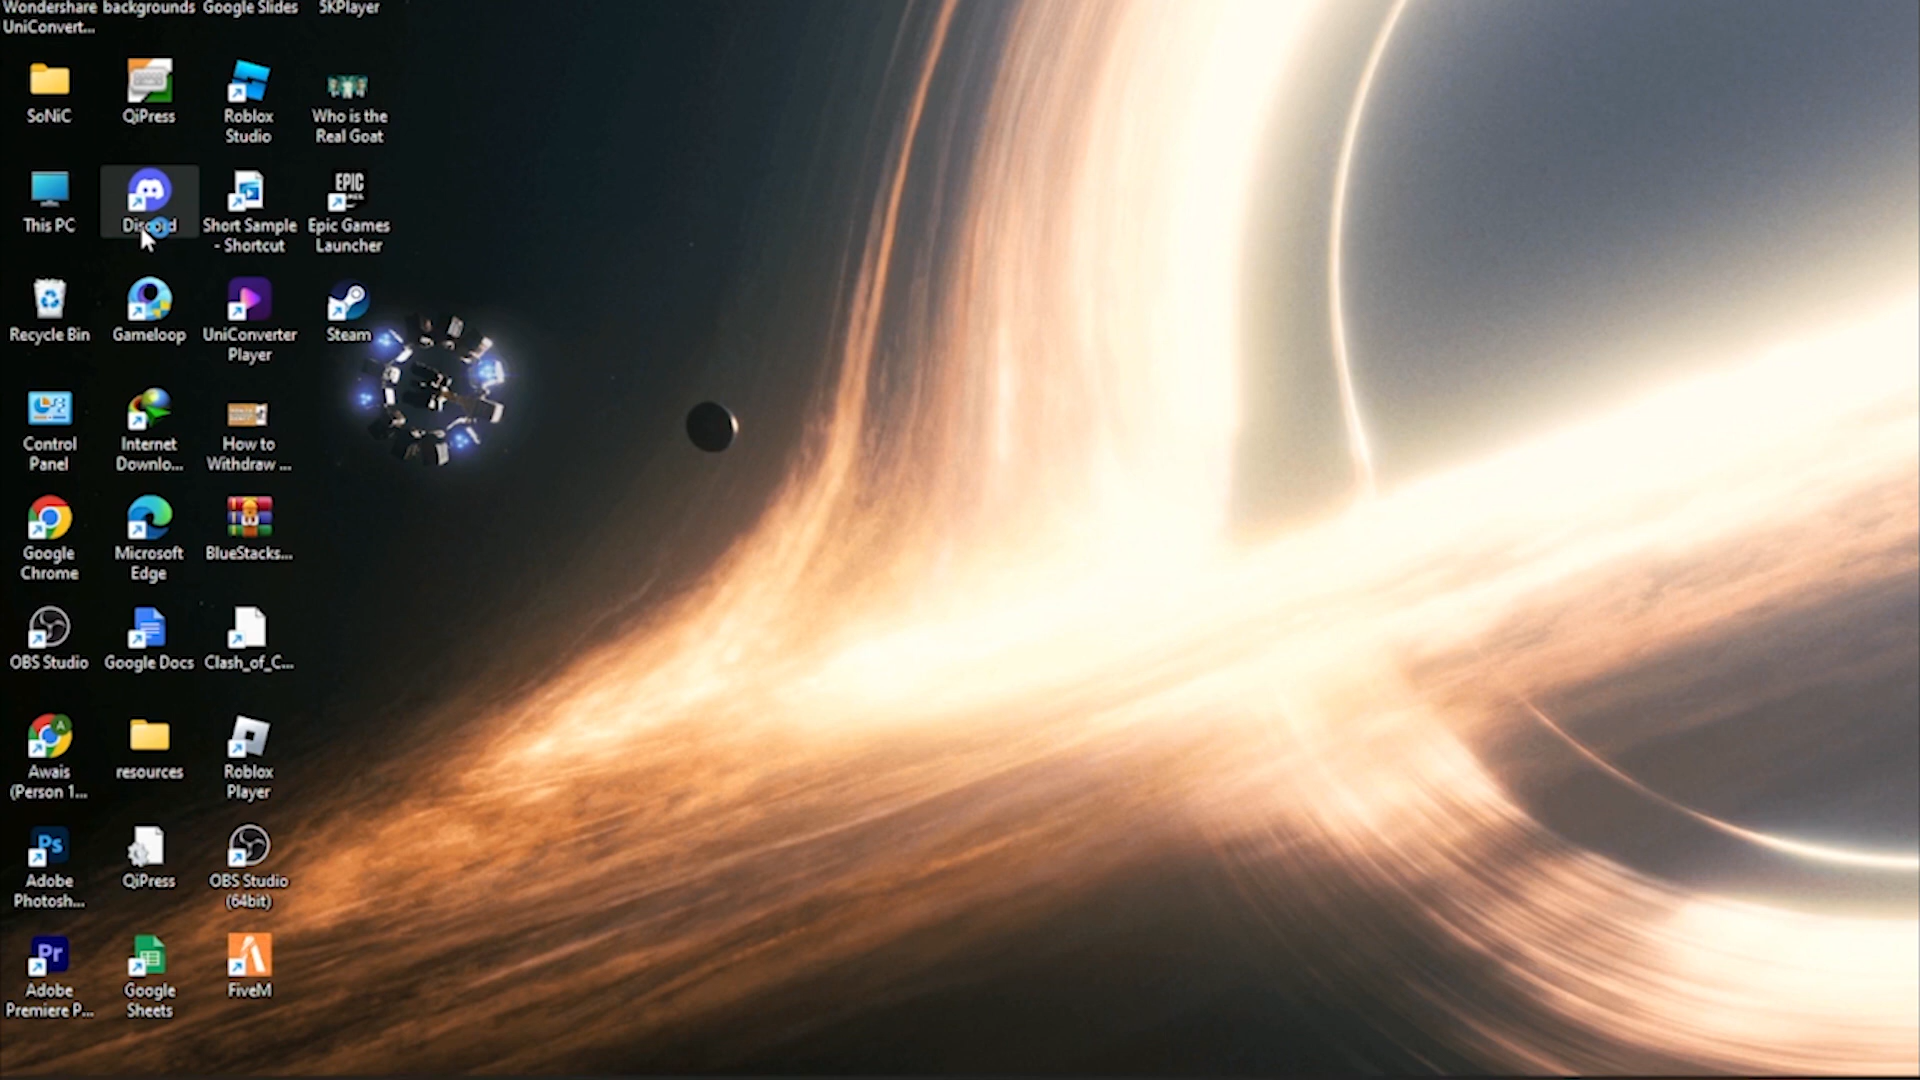 Wondershare
UniConvert...
backgrounds
Google Slides
5KPlayer
SoNiC
QiPress
Roblox
Studio
Who is the
Real Goat
This PC
Discord
Short Sample
- Shortcut
EPIC
Epic Games
Launcher
Recycle Bin
Gameloop
UniConverter
Player
Steam
Control
Panel
Internet
Downlo...
How to
Withdraw ...
Google
Chrome
Microsoft
Edge
BlueStacks...
OBS Studio
Google Docs
Clash_of_C...
A
Awais
(Person 1...
resources
Roblox
Player
Ps
Adobe
Photosh...
QiPress
OBS Studio
(64bit)
Pr
Adobe
Premiere P...
Google
Sheets
FiveM